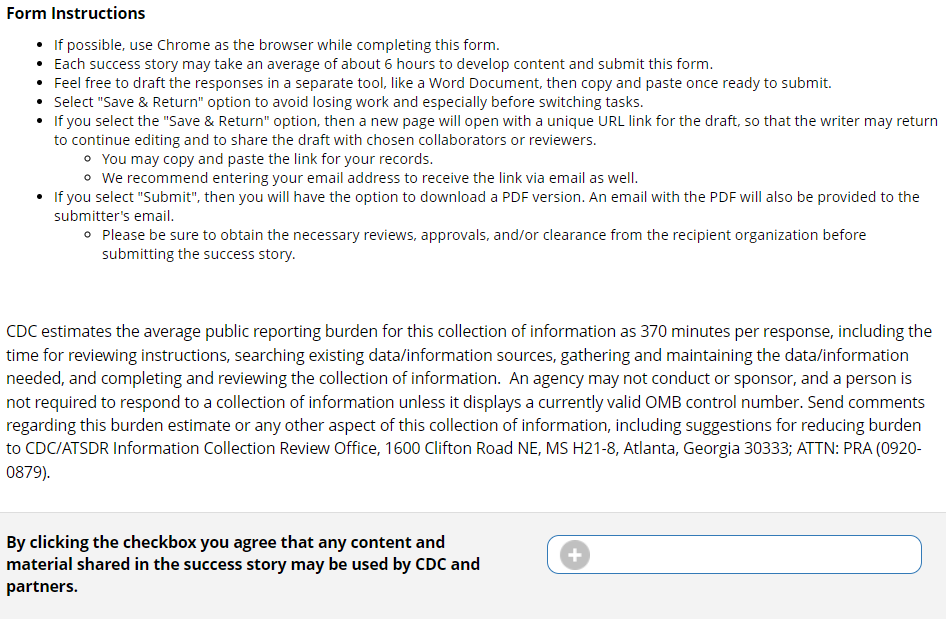 Form Instructions
• If possible, use Chrome as the browser while completing this form.
• Each success story may take an average of about 6 hours to develop content and submit this form.
• Feel free to draft the responses in a separate tool, like a Word Document, then copy and paste once ready to submit.
• Select "Save & Return" option to avoid losing work and especially before switching tasks.
• If you select the "Save & Return" option, then a new page will open with a unique URL link for the draft, so that the writer may return
to continue editing and to share the draft with chosen collaborators or reviewers.
◦ You may copy and paste the link for your records.
◦ We recommend entering your email address to receive the link via email as well.
• If you select "Submit", then you will have the option to download a PDF version. An email with the PDF will also be provided to the
submitter's email.
◦ Please be sure to obtain the necessary reviews, approvals, and/or clearance from the recipient organization before
submitting the success story.
CDC estimates the average public reporting burden for this collection of information as 370 minutes per response, including the
time for reviewing instructions, searching existing data/information sources, gathering and maintaining the data/information
needed, and completing and reviewing the collection of information.  An agency may not conduct or sponsor, and a person is
not required to respond to a collection of information unless it displays a currently valid OMB control number. Send comments
regarding this burden estimate or any other aspect of this collection of information, including suggestions for reducing burden
to CDC/ATSDR Information Collection Review Office, 1600 Clifton Road NE, MS H21-8, Atlanta, Georgia 30333; ATTN: PRA (0920-
0879).
By clicking the checkbox you agree that any content and
material shared in the success story may be used by CDC and
partners.